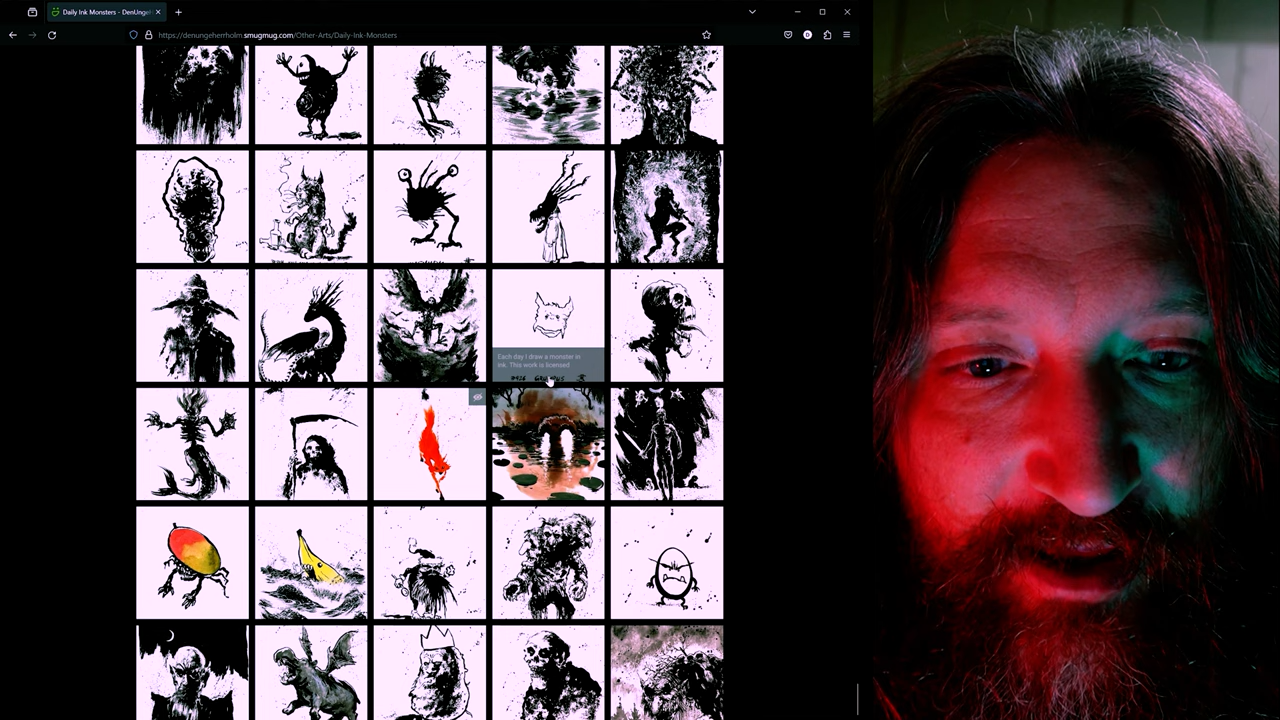 Daily Ink Monsters - DenUngeH
https://denungeherrholm.smugmug.com/Other-Arts/Daily-Ink-Monsters
Each day I draw a monster in
ink. This work is licensed